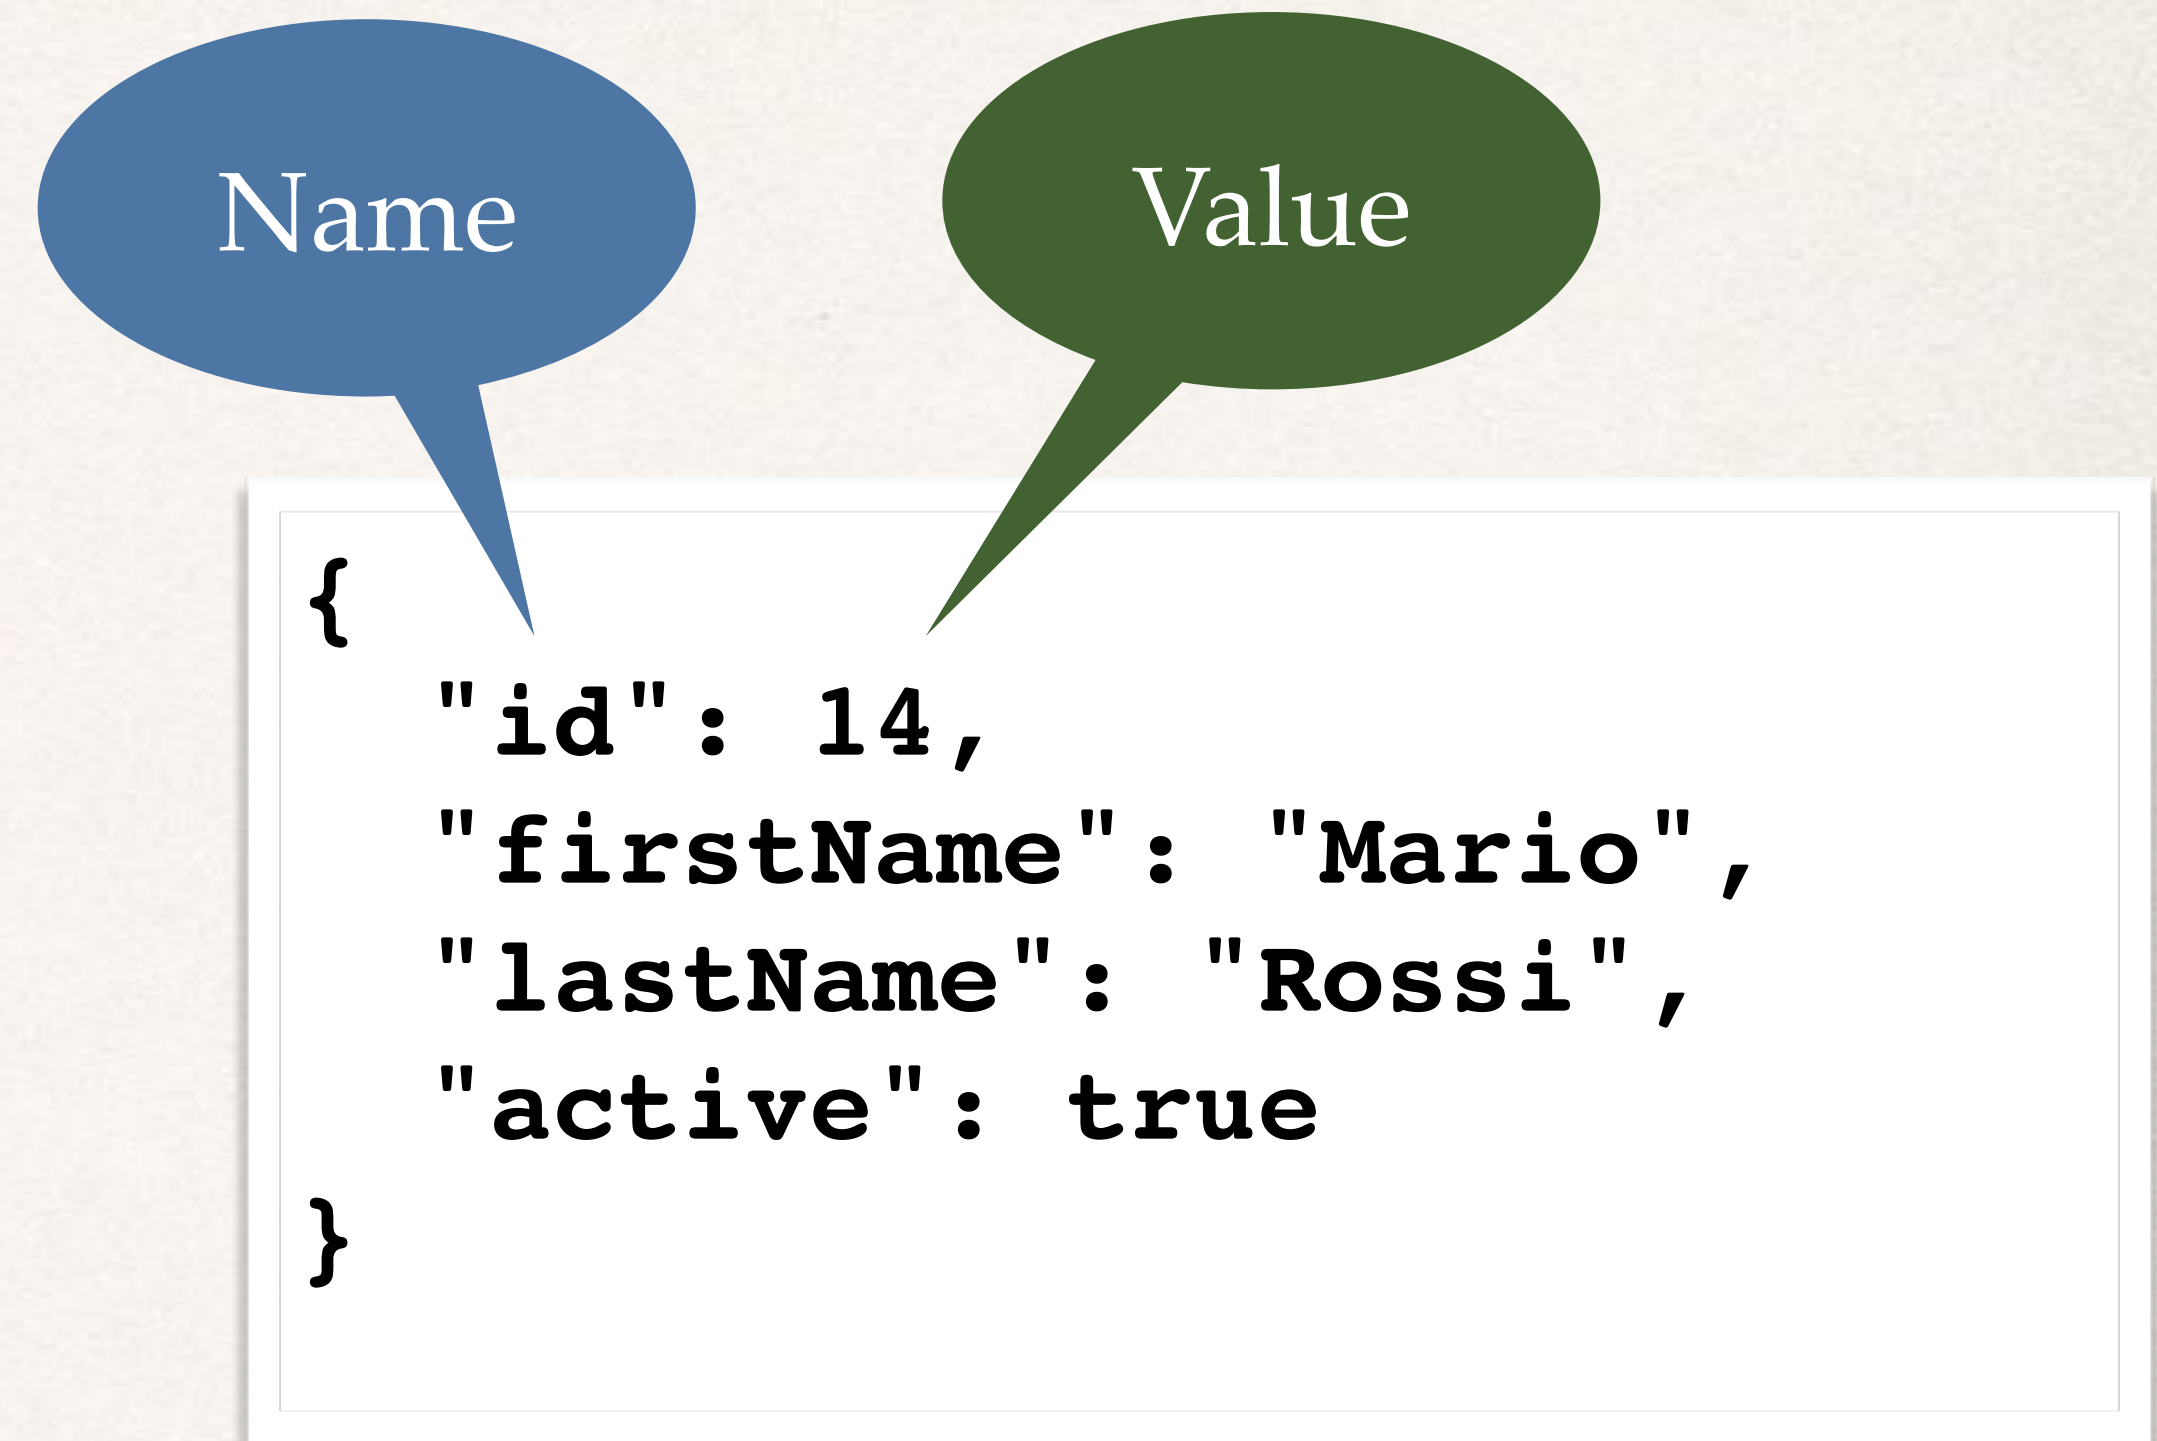 Name
Value
{
"id": 14,
"firstName": "Mario",
"lastName": "Rossi",
"active": true
}